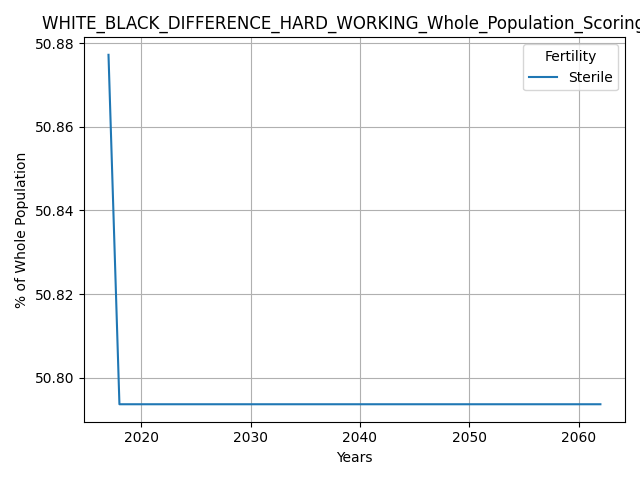 WHITE_BLACK_DIFFERENCE_HARD_WORKING_Whole_Population_Scoring
50.88
50.86
50.84
50.82
50.80
% of Whole Population
Fertility
Sterile
2020 2030 2040 2050 2060
Years